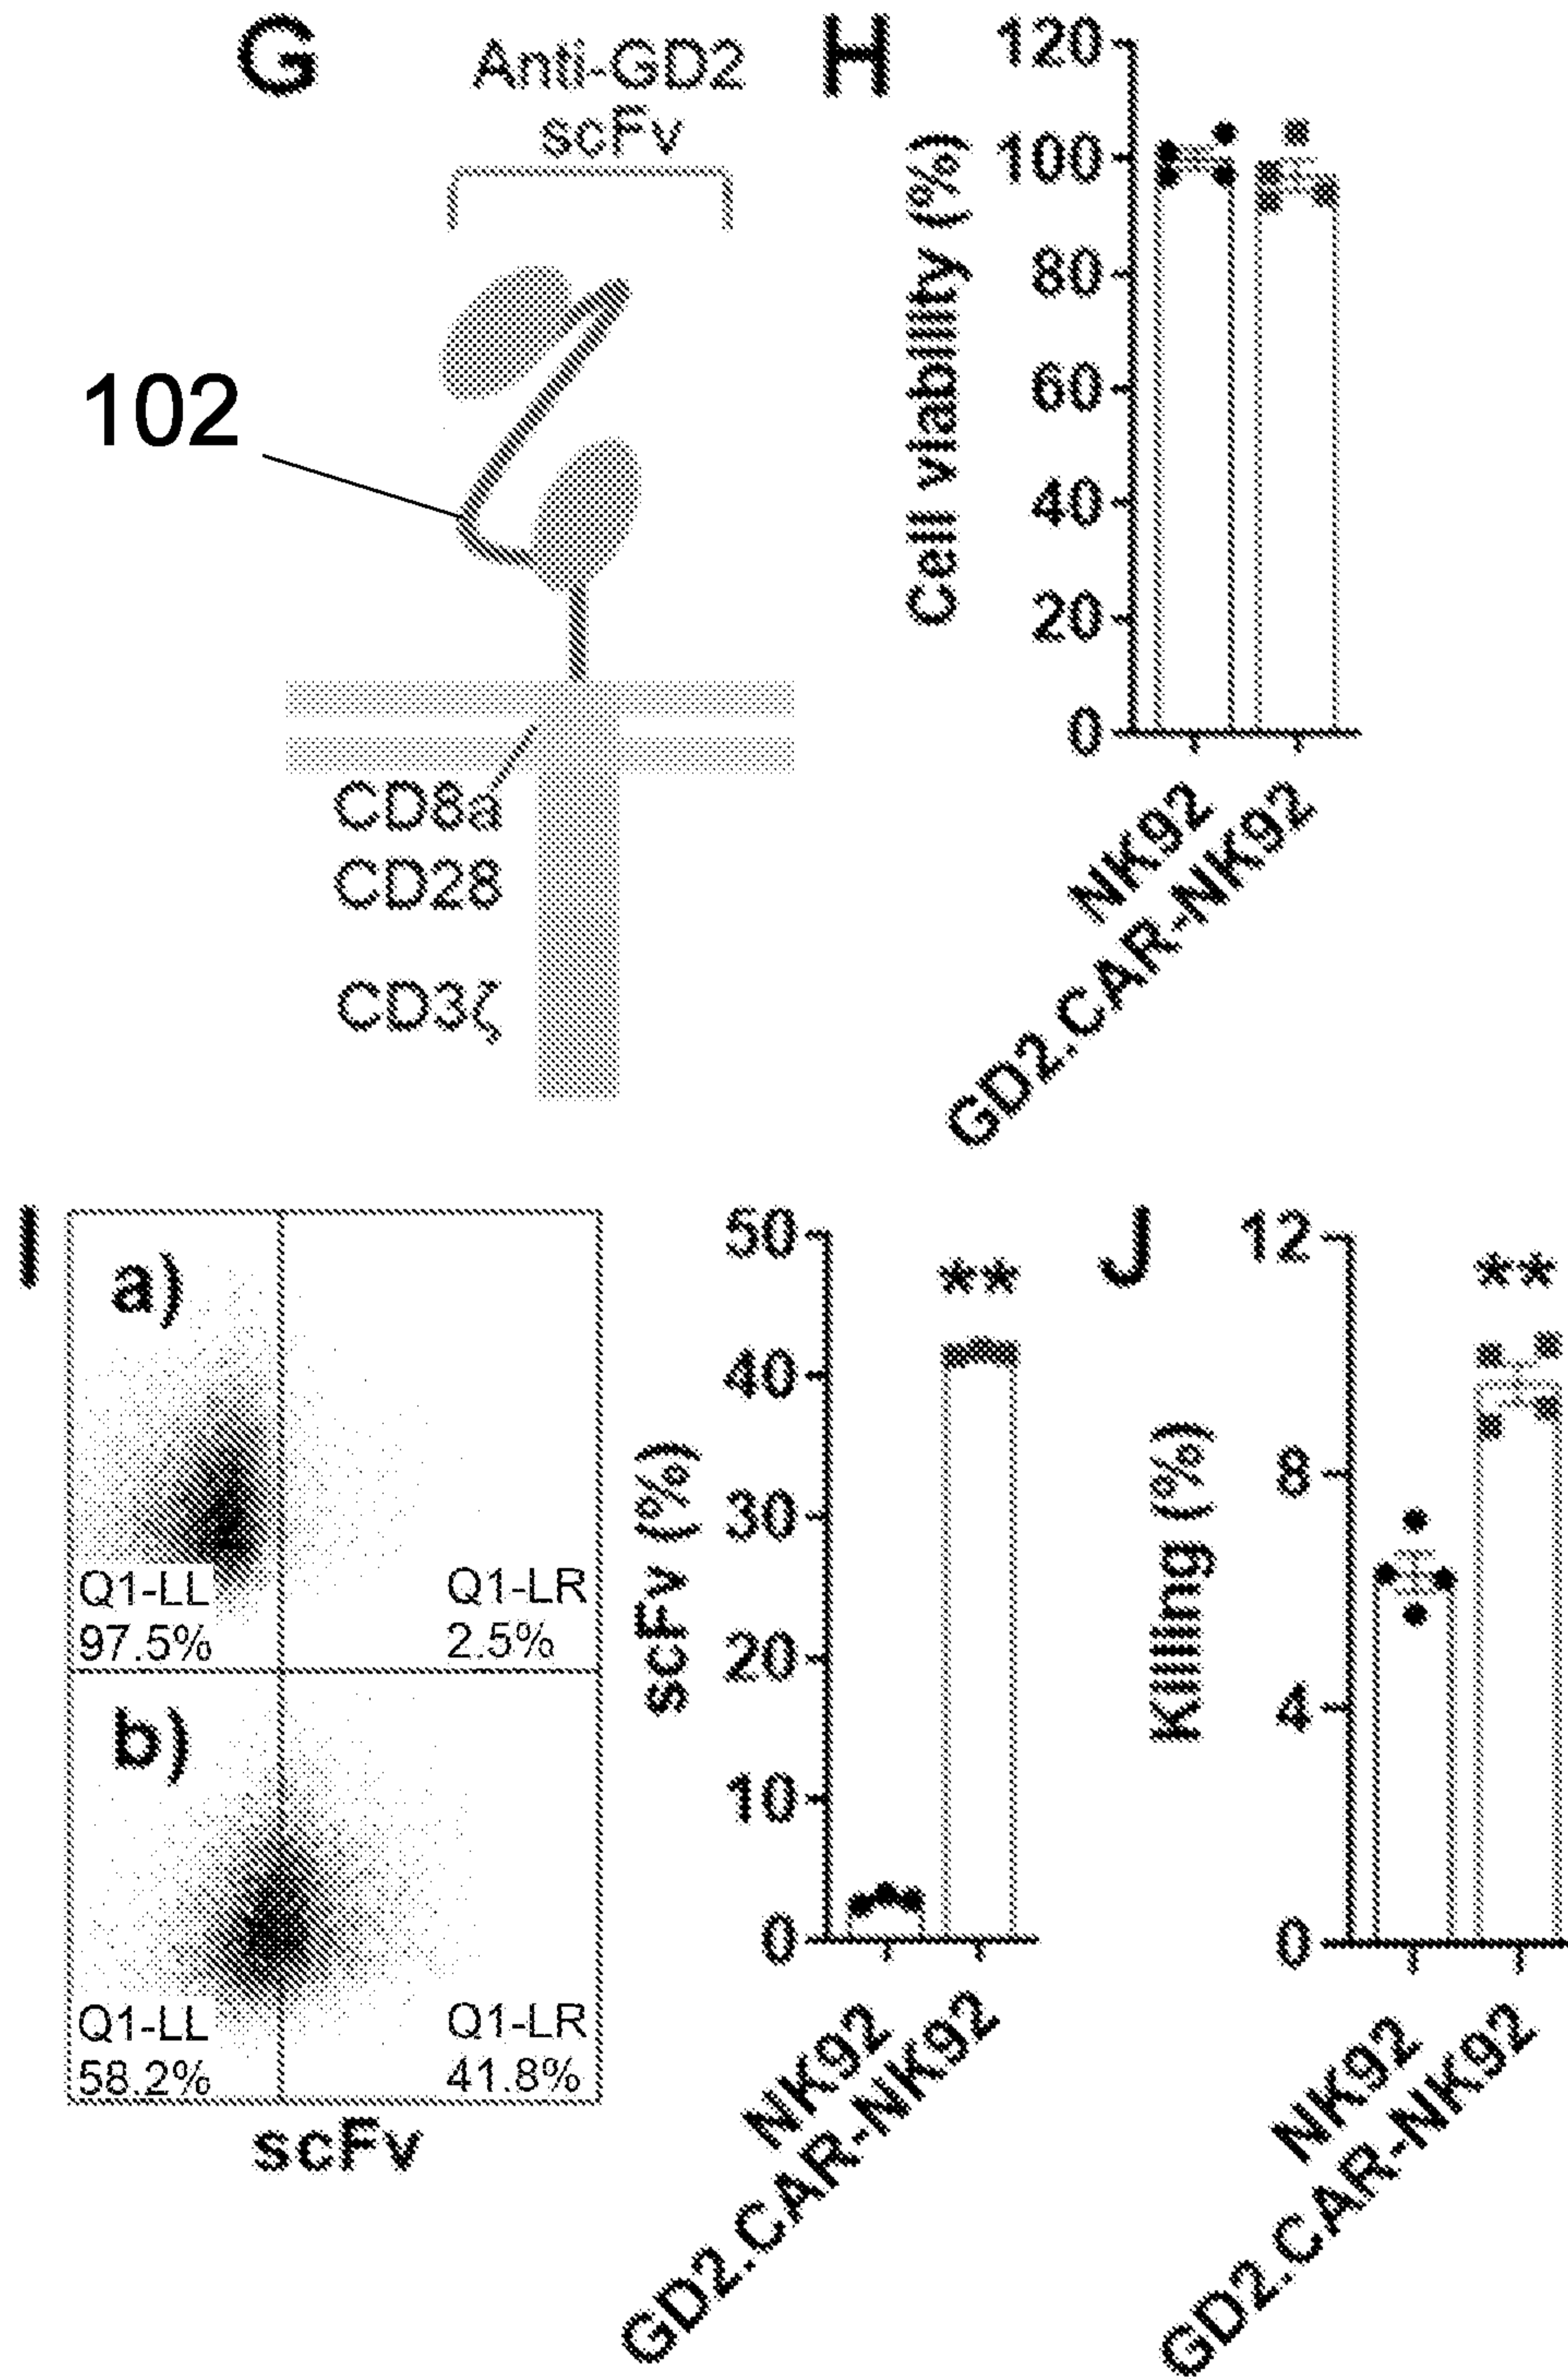 G
Anti-GD2
scFv
102
CD8a
CD28
CD3ζ
H
Cell viability (%)
120
100
80
60
40
20
0
NK92
GD2.CAR-NK92
I
a)
Q1-LL
97.5%
Q1-LR
2.5%
b)
Q1-LL
58.2%
Q1-LR
41.8%
scFv
scFv (%)
50
40
30
20
10
0
**
NK92
GD2.CAR-NK92
J
Killing (%)
12
8
4
0
**
NK92
GD2.CAR-NK92